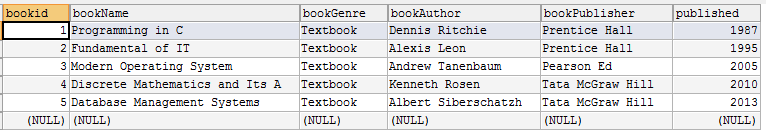 bookid bookName bookGenre bookAuthor bookPublisher published
1 Programming in C Textbook Dennis Ritchie Prentice Hall 1987
2 Fundamental of IT Textbook Alexis Leon Prentice Hall 1995
3 Modern Operating System Textbook Andrew Tanenbaum Pearson Ed 2005
4 Discrete Mathematics and Its A Textbook Kenneth Rosen Tata McGraw Hill 2010
5 Database Management Systems Textbook Albert Siberschatzh Tata McGraw Hill 2013
(NULL) (NULL) (NULL) (NULL) (NULL) (NULL)